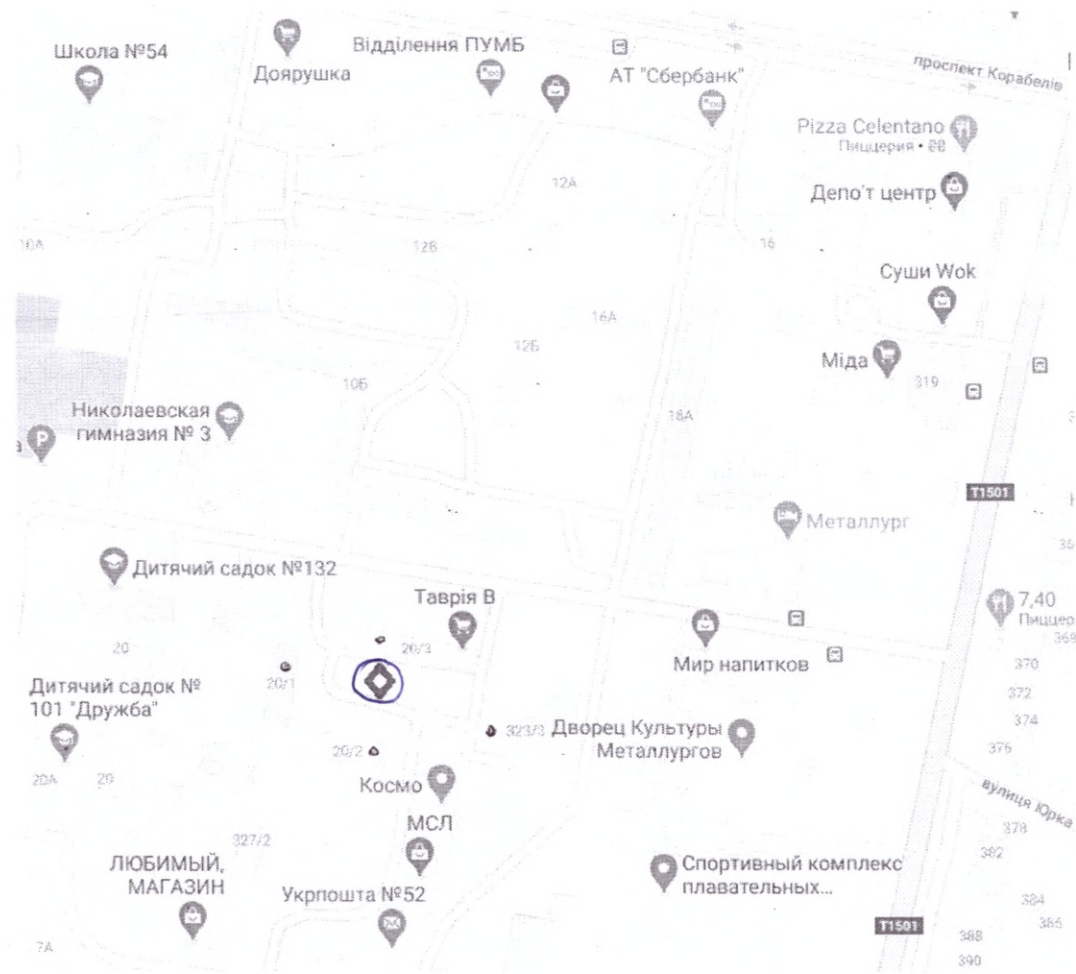 Школа №54
Доярушка
Відділення ПУМБ
АТ "Сбербанк"
проспект Корабелів
Pizza Celentano
Пиццерия • ₴₴
Депо'т центр
12А
10А
12В
16
Суши Wok
16А
12Б
Міда
319
10Б
18А
Николаевская
гимназия № 3
P
T1501
Металлург
Дитячий садок №132
Таврія В
7,40
Пиццер
368
20
20/3
Мир напитков
370
20/1
372
Дитячий садок №
101 "Дружба"
323/3
Дворец Культуры
Металлургов
374
376
20/2
20А
20
Космо
вулиця Юрка
МСЛ
378
327/2
382
ЛЮБИМЫЙ,
МАГАЗИН
Спортивный комплекс
плавательных...
Укрпошта №52
384
386
T1501
388
7А
390